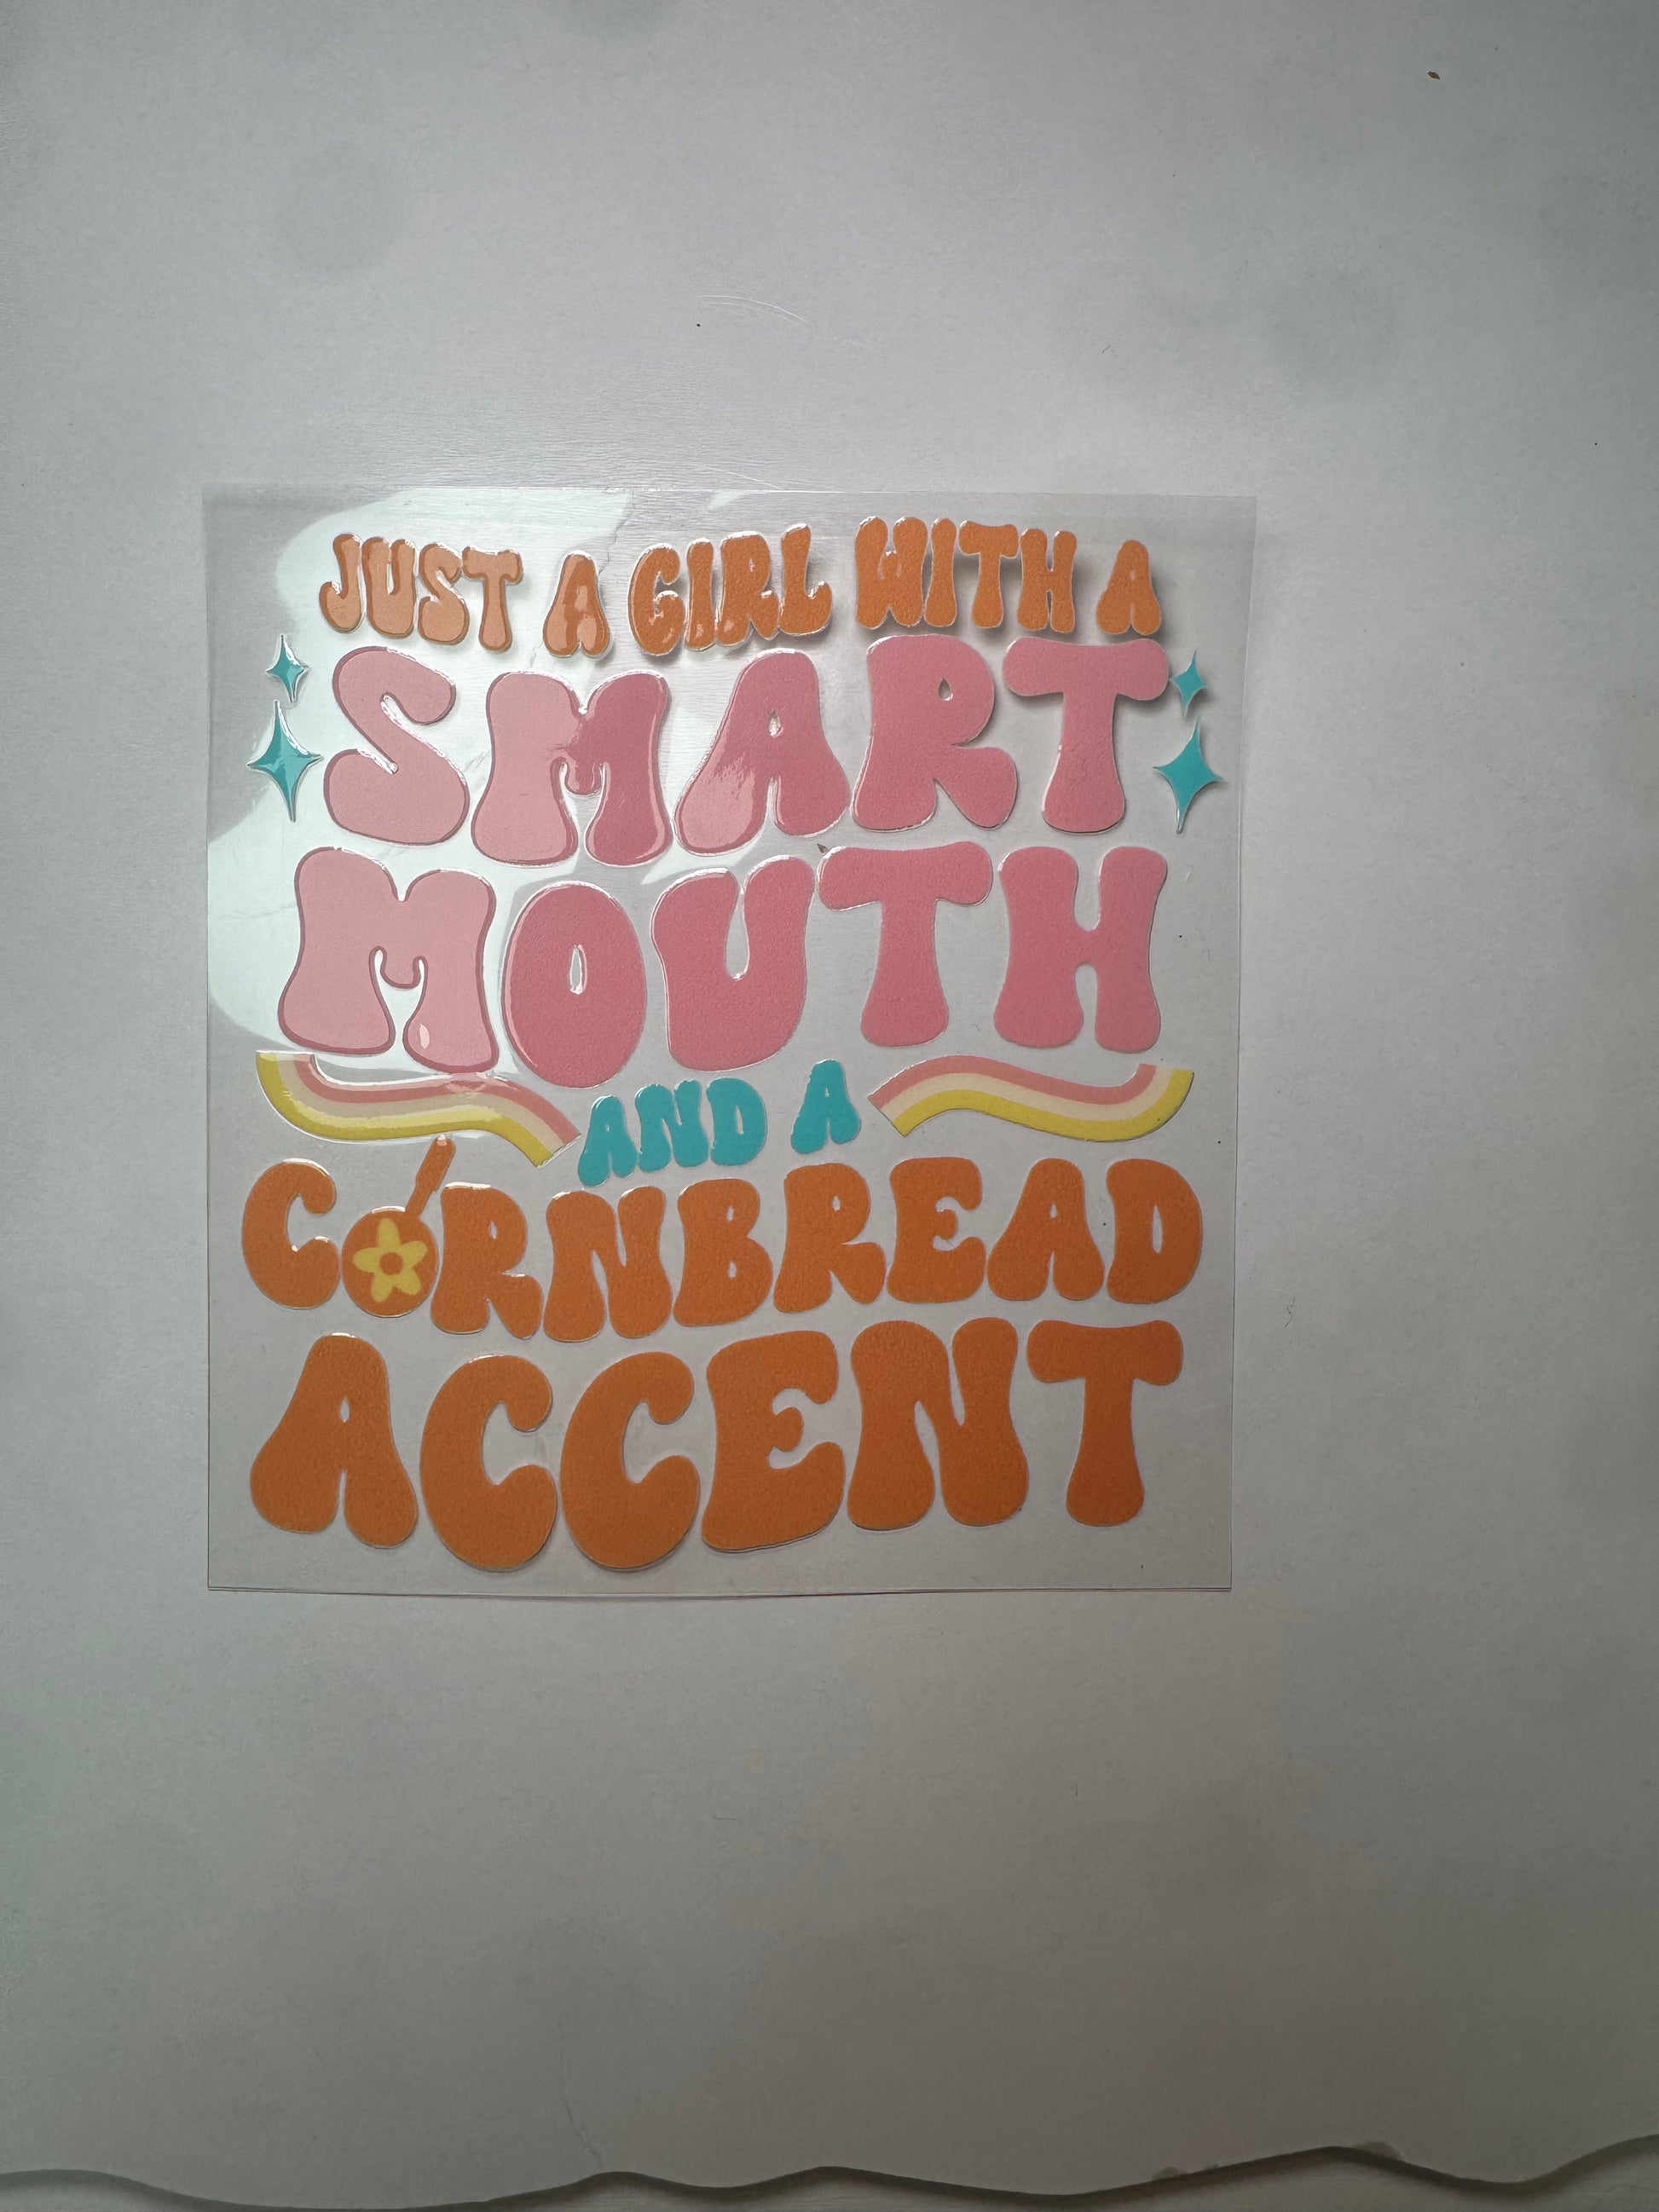 JUST A GIRL WITH A
SMART
MOUTH
AND A
CORNBREAD
ACCENT